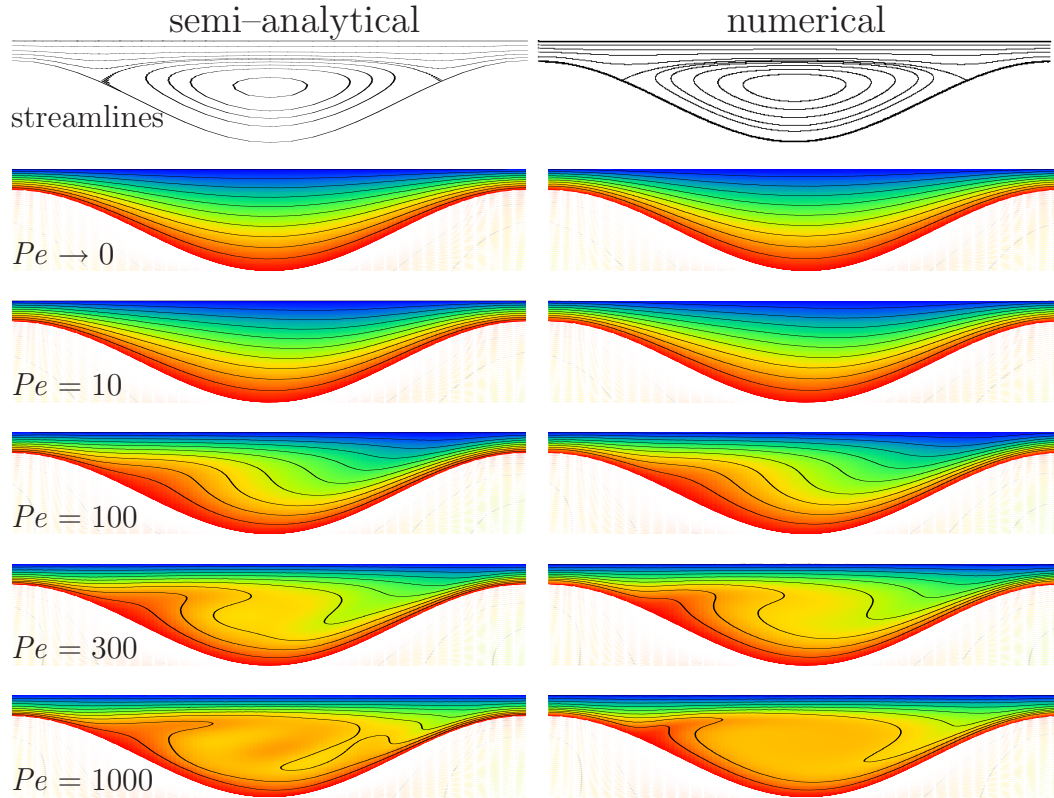 semi–analytical
numerical
streamlines
Pe → 0
Pe = 10
Pe = 100
Pe = 300
Pe = 1000